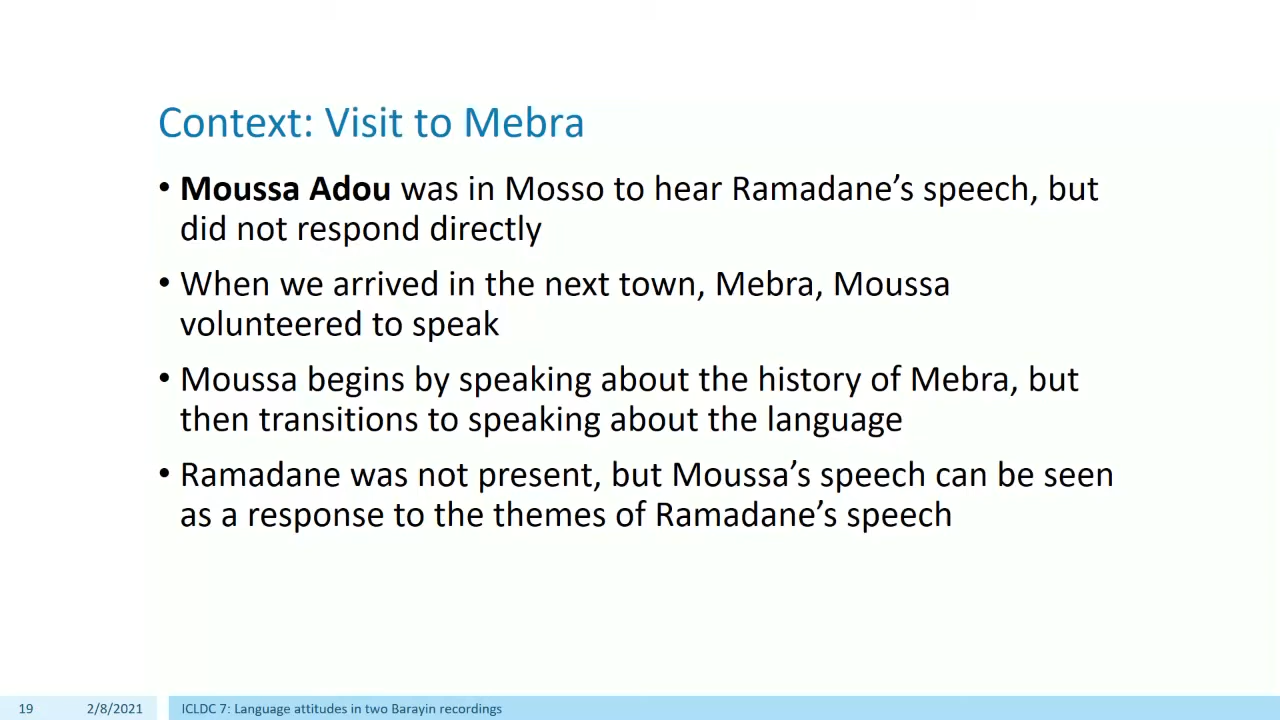 Context: Visit to Mebra
• Moussa Adou was in Mosso to hear Ramadane’s speech, but
did not respond directly
• When we arrived in the next town, Mebra, Moussa
volunteered to speak
• Moussa begins by speaking about the history of Mebra, but
then transitions to speaking about the language
• Ramadane was not present, but Moussa’s speech can be seen
as a response to the themes of Ramadane’s speech
19 2/8/2021 ICLDC 7: Language attitudes in two Barayin recordings